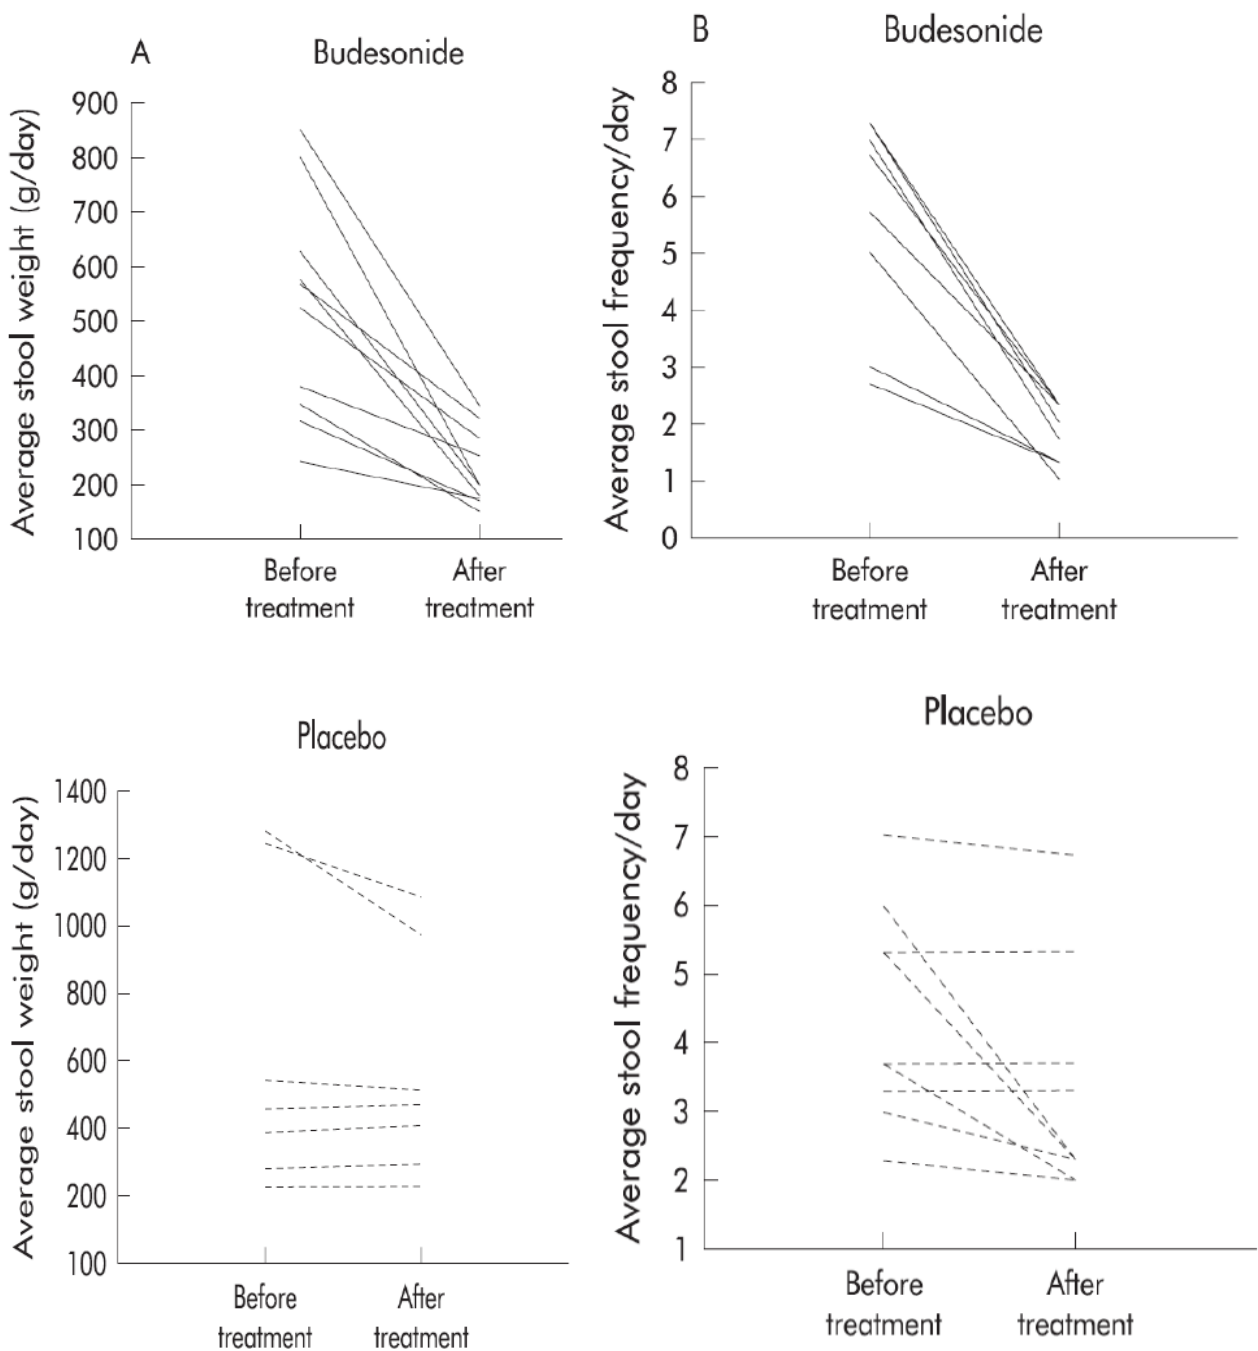 A
Budesonide
Average stool weight (g/day)
900
800
700
600
500
400
300
200
100
Before
treatment
After
treatment
B
Budesonide
Average stool frequency/day
8
7
6
5
4
3
2
1
0
Before
treatment
After
treatment
Placebo
Average stool weight (g/day)
1400
1200
1000
800
600
400
200
100
Before
treatment
After
treatment
Placebo
Average stool frequency/day
8
7
6
5
4
3
2
1
Before
treatment
After
treatment